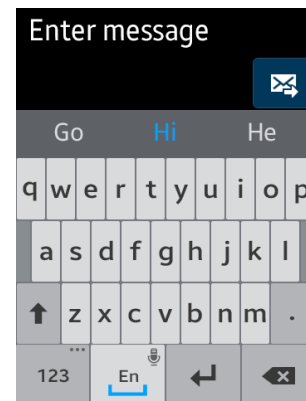 Enter message
Go Hi He
q w e r t y u i o p
a s d f g h j k l
z x c v b n m .
123 En